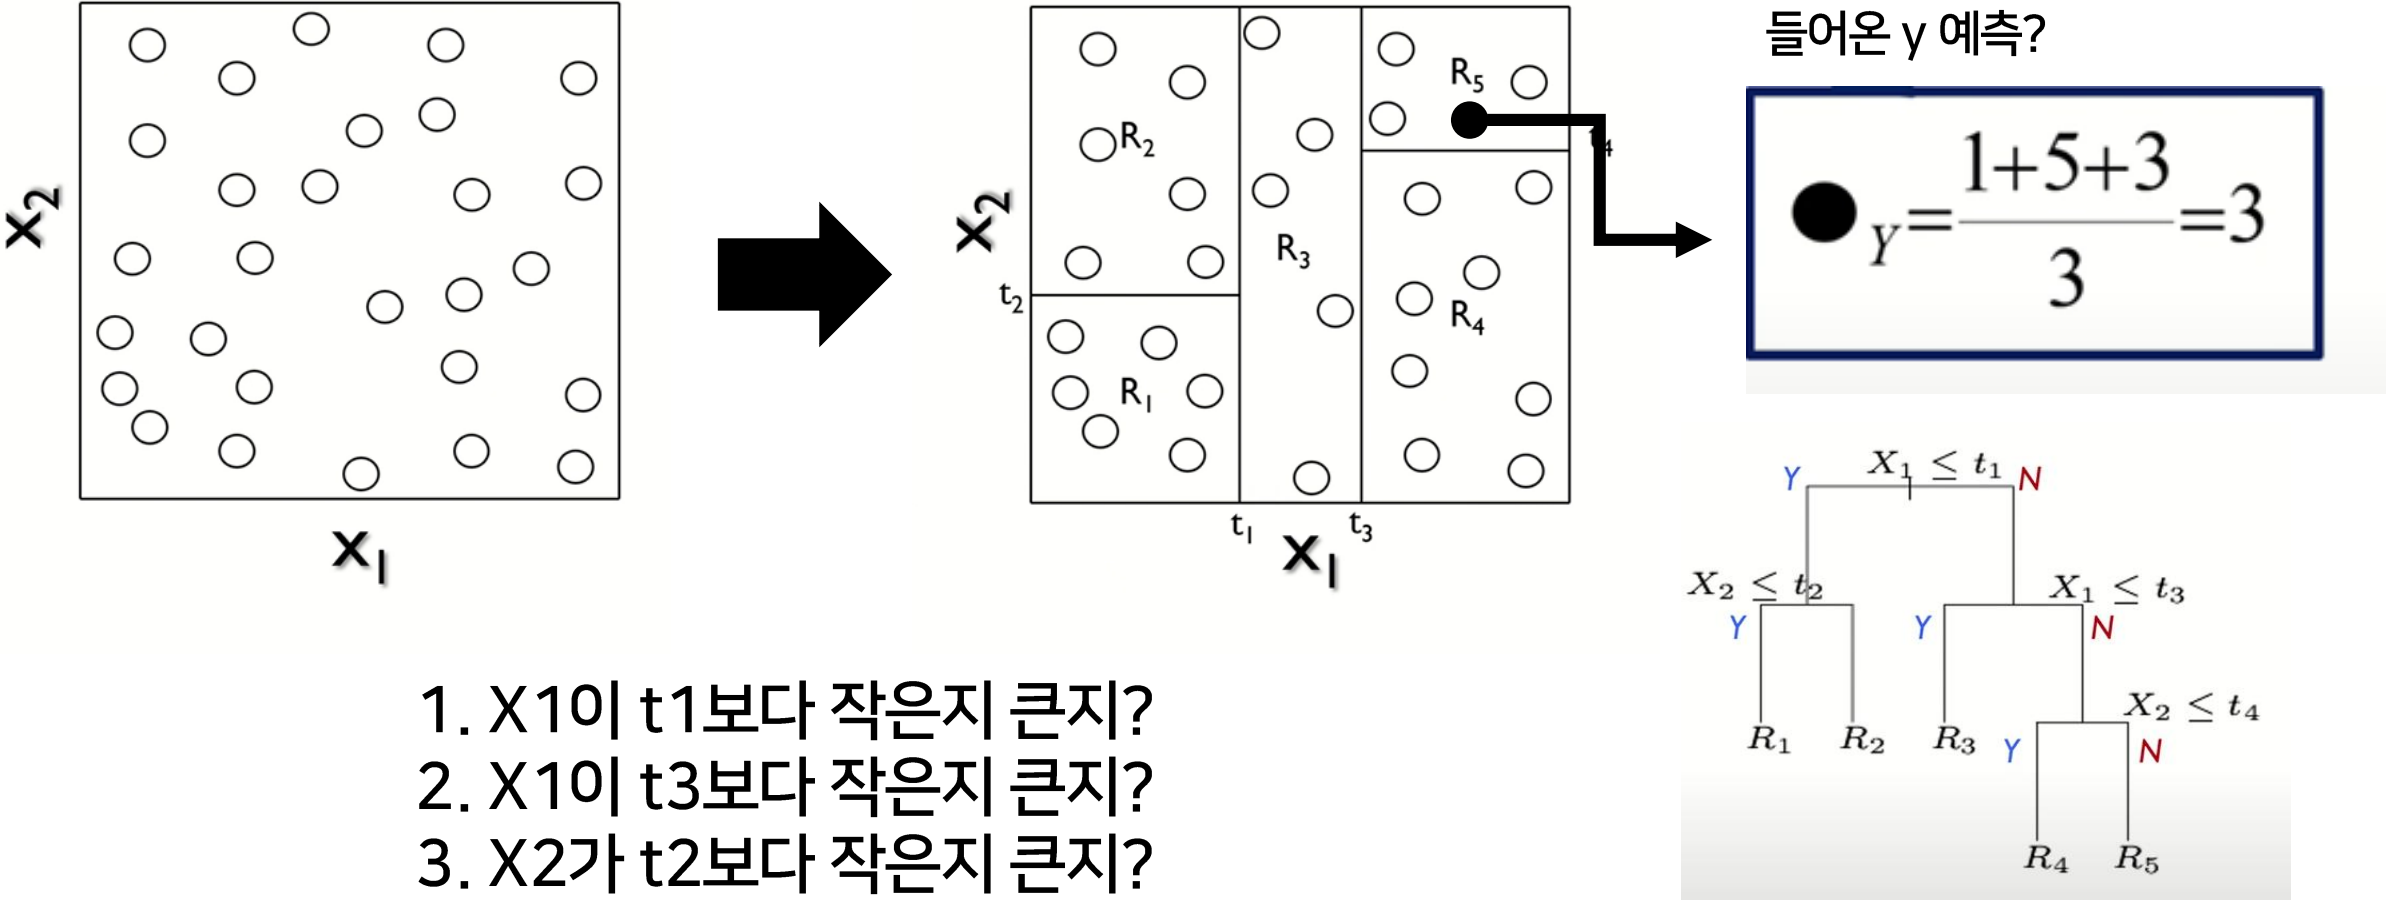 X2
X1
X2
R2
R5
t4
R3
t2
R4
R1
t1
t3
X1
들어온 y 예측?
Y = 1+5+3 / 3 = 3
X1 ≤ t1
Y
N
X2 ≤ t2
X1 ≤ t3
Y
Y
N
X2 ≤ t4
R1
R2
R3
Y
N
R4
R5
1. X1이 t1보다 작은지 큰지?
2. X1이 t3보다 작은지 큰지?
3. X2가 t2보다 작은지 큰지?